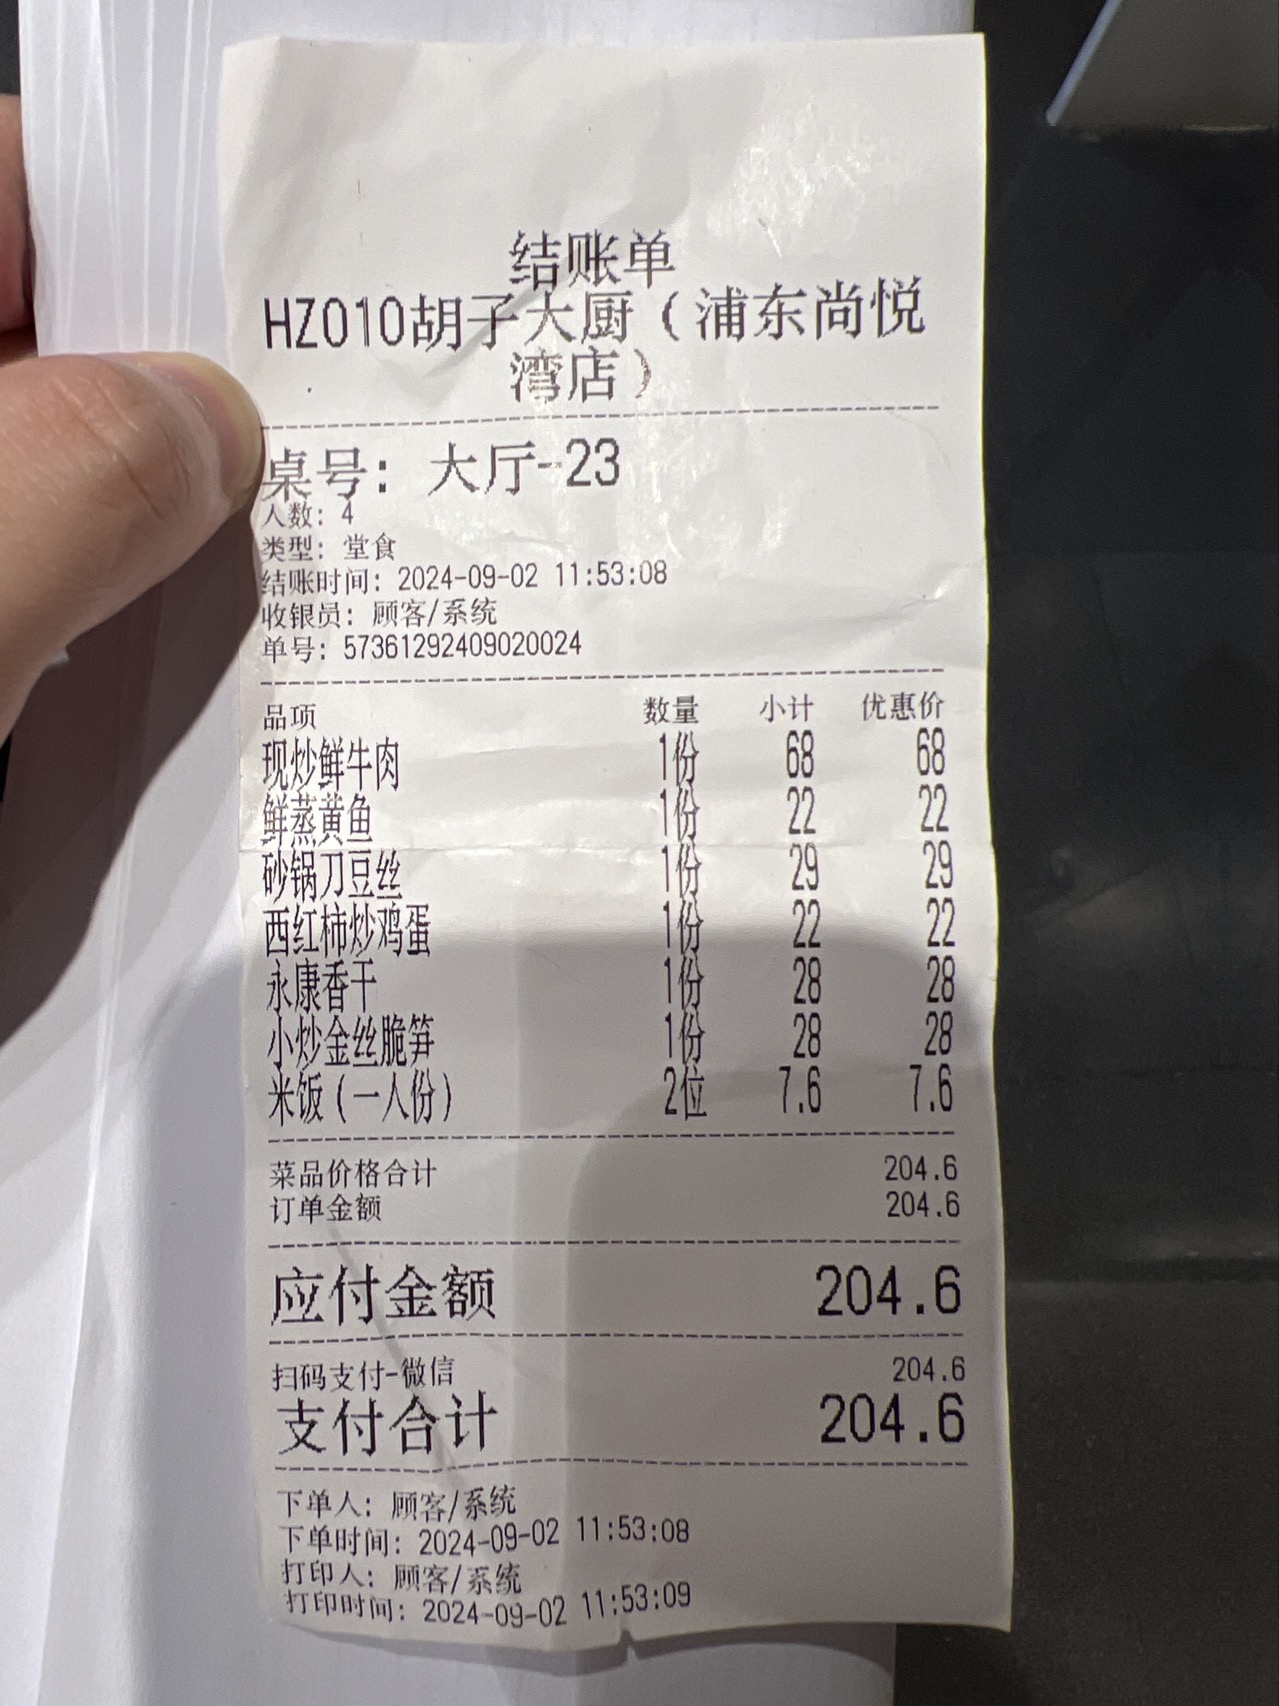 结账单
HZ010胡子大厨（浦东尚悦
湾店）
桌号： 大厅-23
人数：4
类型：堂食
结账时间：2024-09-02 11:53:08
收银员：顾客/系统
单号：57361292409020024
品项 数量 小计 优惠价
现炒鲜牛肉 1份 68 68
鲜蒸黄鱼 1份 22 22
砂锅刀豆丝 1份 29 29
西红柿炒鸡蛋 1份 22 22
永康香干 1份 28 28
小炒金丝脆笋 1份 28 28
米饭（一人份） 2位 7.6 7.6
菜品价格合计 204.6
订单金额 204.6
应付金额 204.6
扫码支付-微信 204.6
支付合计 204.6
下单人：顾客/系统
下单时间：2024-09-02 11:53:08
打印人：顾客/系统
打印时间：2024-09-02 11:53:09